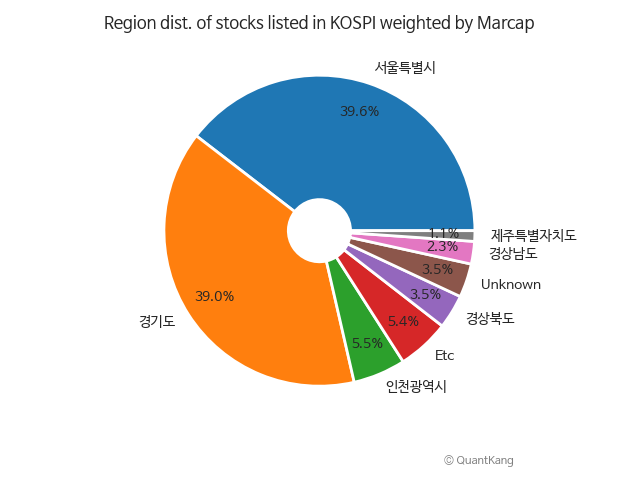 Region dist. of stocks listed in KOSPI weighted by Marcap
서울특별시
39.6%
39.0%
경기도
5.5%
인천광역시
5.4%
Etc
3.5%
경상북도
3.5%
Unknown
2.3%
경상남도
1.1%
제주특별자치도
© QuantKang